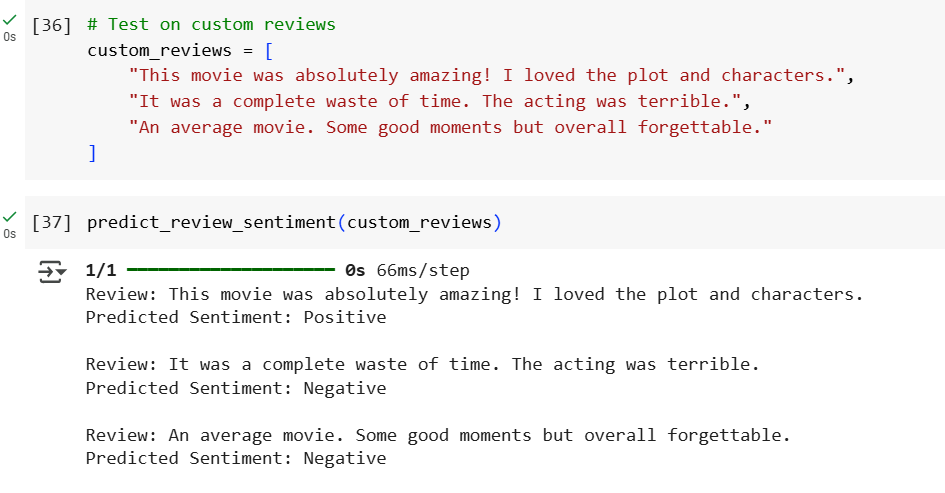 [36] # Test on custom reviews
custom_reviews = [
"This movie was absolutely amazing! I loved the plot and characters.",
"It was a complete waste of time. The acting was terrible.",
"An average movie. Some good moments but overall forgettable."
]
0s
[37] predict_review_sentiment(custom_reviews)
0s
1/1 0s 66ms/step
Review: This movie was absolutely amazing! I loved the plot and characters.
Predicted Sentiment: Positive
Review: It was a complete waste of time. The acting was terrible.
Predicted Sentiment: Negative
Review: An average movie. Some good moments but overall forgettable.
Predicted Sentiment: Negative